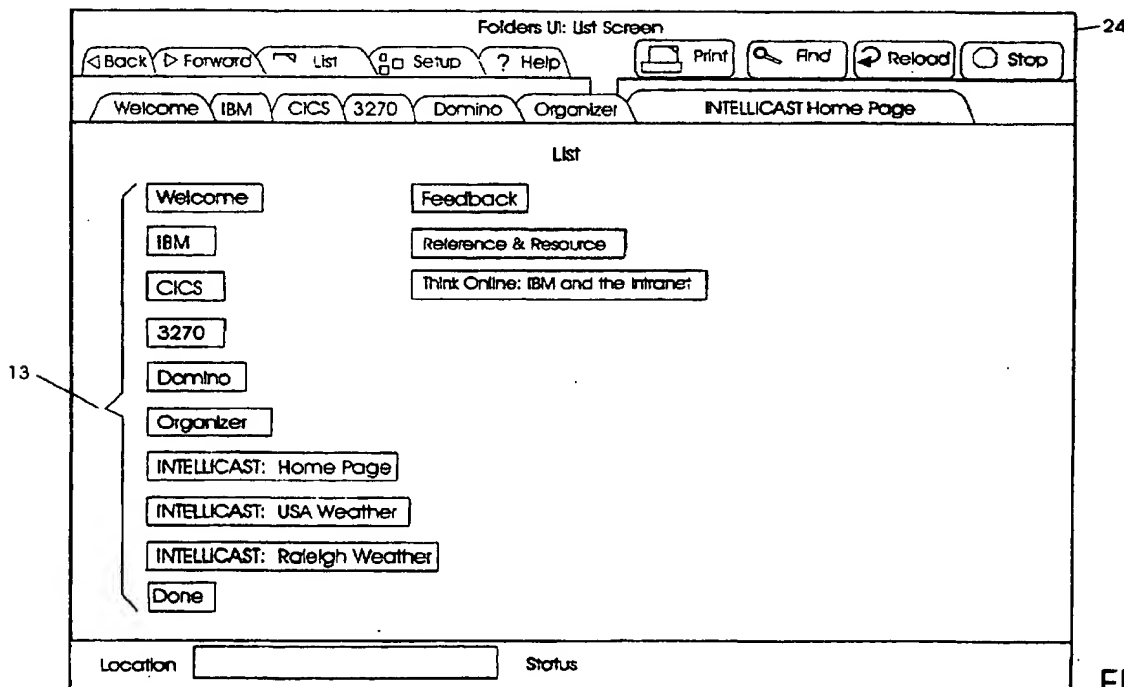 Folders UI: List Screen
24
Back Forward List Setup ? Help Print Find Reload Stop
Welcome IBM CICS 3270 Domino Organizer INTELLICAST Home Page
List
Welcome Feedback
IBM Reference & Resource
CICS Think Online: IBM and the Intranet
3270
13
Domino
Organizer
INTELLICAST: Home Page
INTELLICAST: USA Weather
INTELLICAST: Raleigh Weather
Done
Location Status